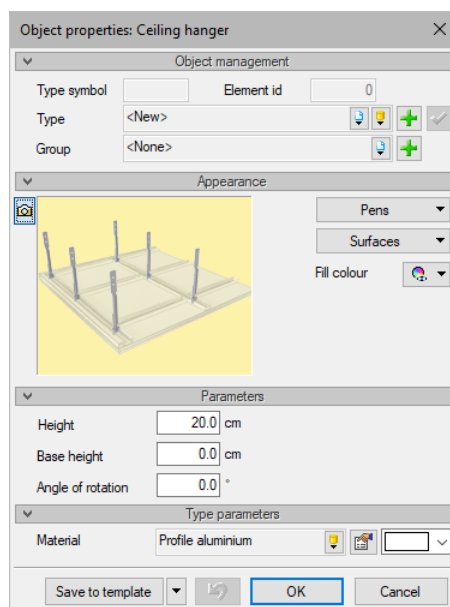 Object properties: Ceiling hanger
Object management
Type symbol Element id 0
Type <New>
Group <None>
Appearance
Pens
Surfaces
Fill colour
Parameters
Height 20.0 cm
Base height 0.0 cm
Angle of rotation 0.0 °
Type parameters
Material Profile aluminium
Save to template OK Cancel